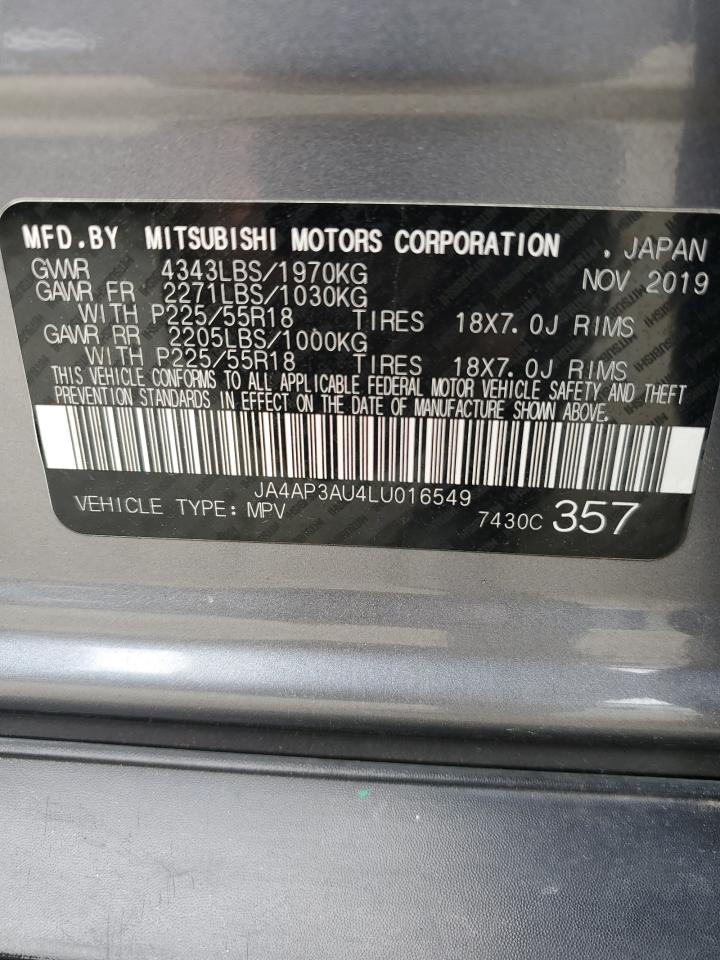 MFD.BY MITSUBISHI MOTORS CORPORATION . JAPAN
GVWR 4343LBS/1970KG NOV 2019
GAWR FR 2271LBS/1030KG
WITH P225/55R18 TIRES 18X7.0J RIMS
GAWR RR 2205LBS/1000KG
WITH P225/55R18 TIRES 18X7.0J RIMS
THIS VEHICLE CONFORMS TO ALL APPLICABLE FEDERAL MOTOR VEHICLE SAFETY AND THEFT
PREVENTION STANDARDS IN EFFECT ON THE DATE OF MANUFACTURE SHOWN ABOVE.
JA4AP3AU4LU016549
VEHICLE TYPE: MPV 7430C 357